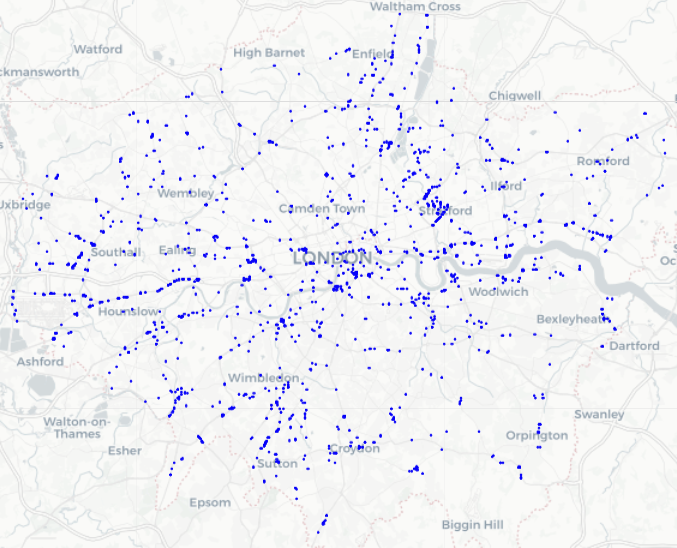 Waltham Cross
Watford
High Barnet
Enfield
ckmansworth
Chigwell
Romford
Wembley
Ilford
Uxbridge
Camden Town
Stratford
Southall
Ealing
LONDON
Woolwich
Hounslow
Bexleyheath
Dartford
Ashford
Wimbledon
Swanley
Walton-on-
Thames
Orpington
Esher
Croydon
Sutton
Epsom
Biggin Hill